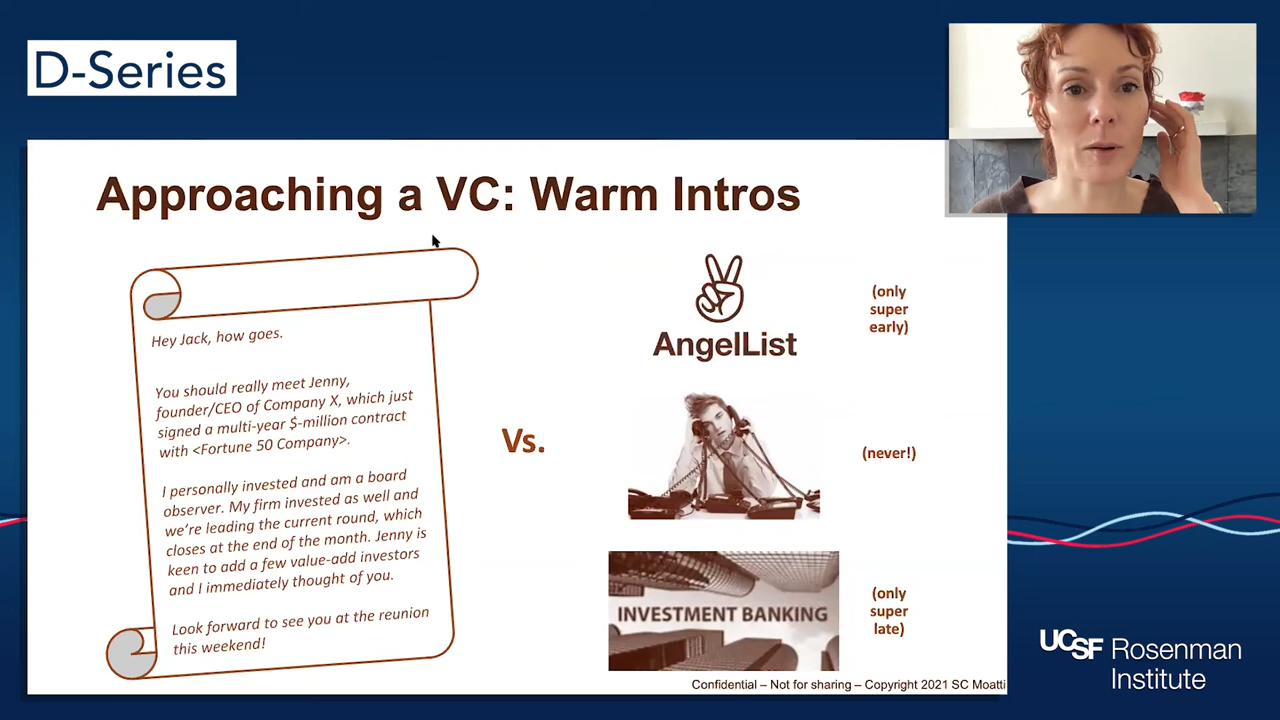 D-Series
Approaching a VC: Warm Intros
Hey Jack, how goes.
You should really meet Jenny,
founder/CEO of Company X, which just
signed a multi-year $-million contract
with <Fortune 50 Company>.
I personally invested and am a board
observer. My firm invested as well and
we're leading the current round, which
closes at the end of the month. Jenny is
keen to add a few value-add investors
and I immediately thought of you.
Look forward to see you at the reunion
this weekend!
Vs.
AngelList
(only
super
early)
(never!)
INVESTMENT BANKING
(only
super
late)
Confidential – Not for sharing – Copyright 2021 SC Moatti
UCSF Rosenman
Institute